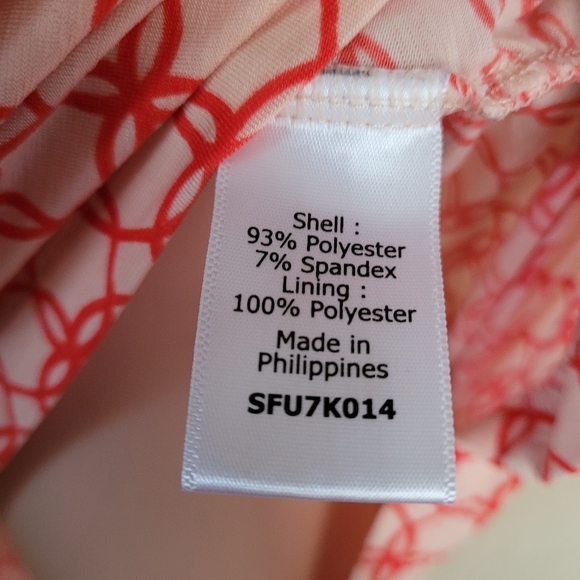 Shell :
93% Polyester
7% Spandex
Lining :
100% Polyester
Made in
Philippines
SFU7K014